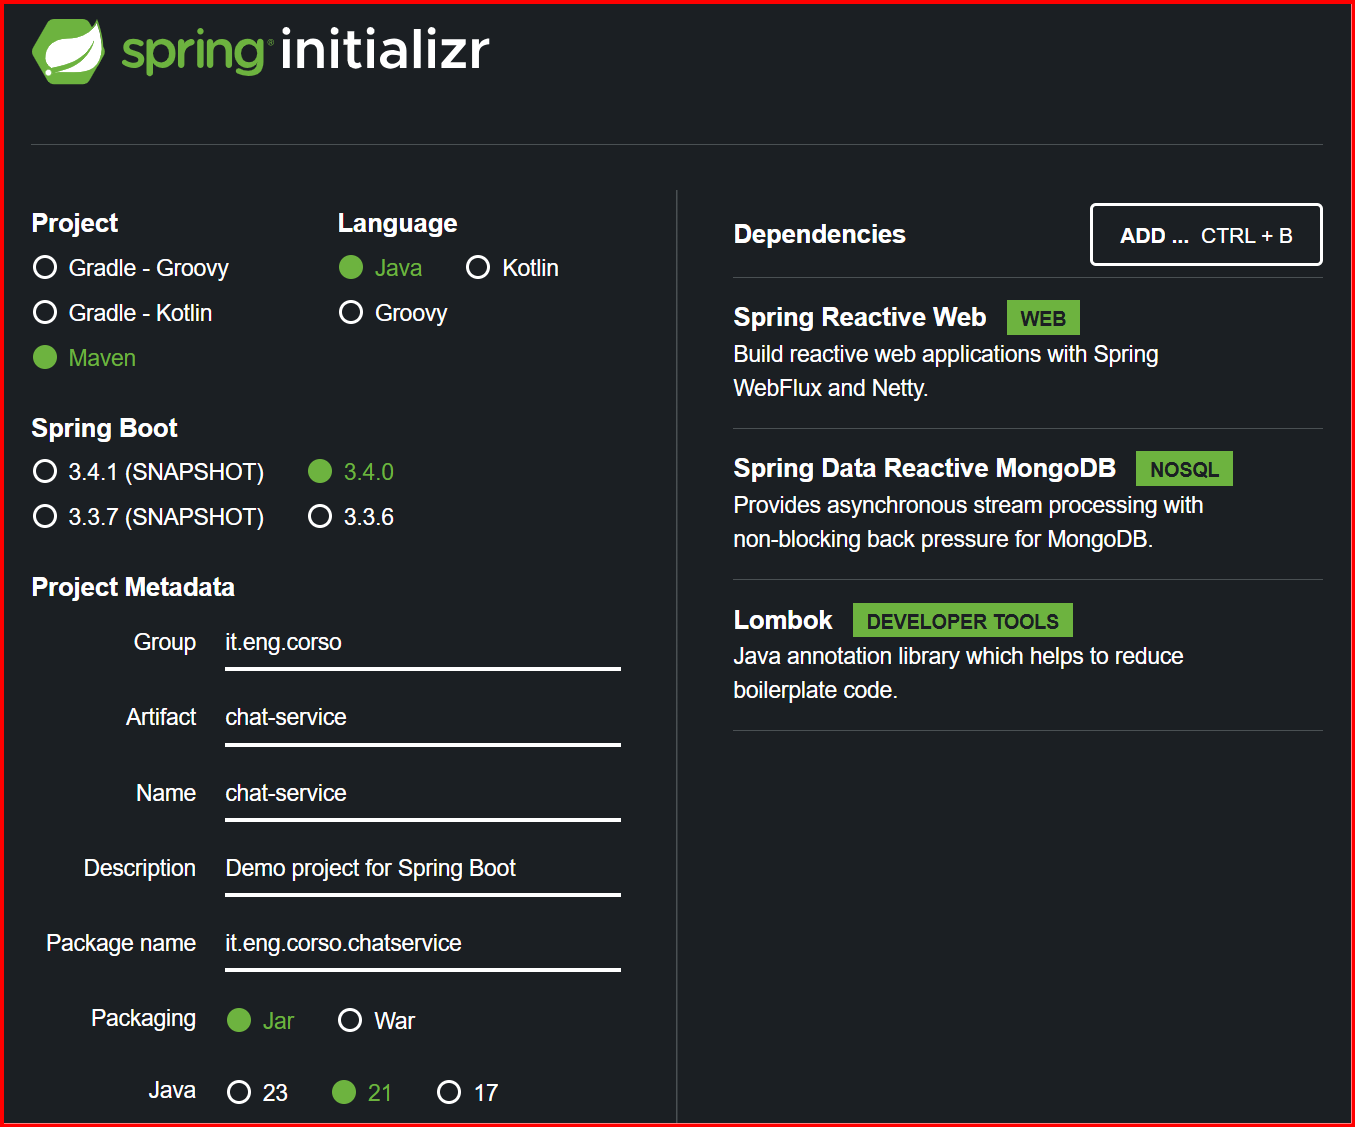 spring initializr
Project
Gradle - Groovy
Gradle - Kotlin
Maven
Language
Java Kotlin
Groovy
Spring Boot
3.4.1 (SNAPSHOT) 3.4.0
3.3.7 (SNAPSHOT) 3.3.6
Project Metadata
Group it.eng.corso
Artifact chat-service
Name chat-service
Description Demo project for Spring Boot
Package name it.eng.corso.chatservice
Packaging Jar War
Java 23 21 17
Dependencies ADD ... CTRL + B
Spring Reactive Web WEB
Build reactive web applications with Spring
WebFlux and Netty.
Spring Data Reactive MongoDB NOSQL
Provides asynchronous stream processing with
non-blocking back pressure for MongoDB.
Lombok DEVELOPER TOOLS
Java annotation library which helps to reduce
boilerplate code.